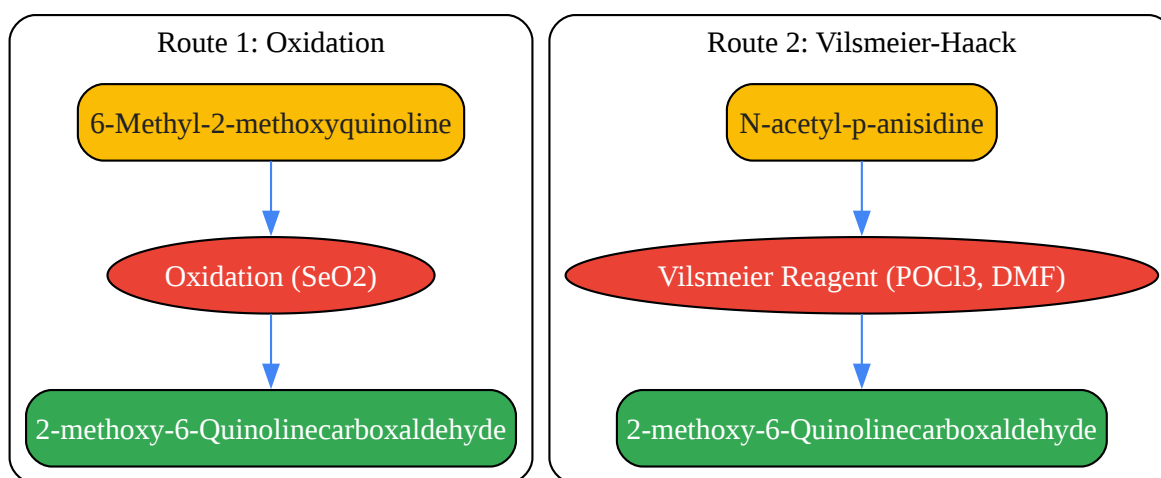 Route 1: Oxidation
6-Methyl-2-methoxyquinoline
Oxidation (SeO2)
2-methoxy-6-Quinolinecarboxaldehyde
Route 2: Vilsmeier-Haack
N-acetyl-p-anisidine
Vilsmeier Reagent (POCl3, DMF)
2-methoxy-6-Quinolinecarboxaldehyde